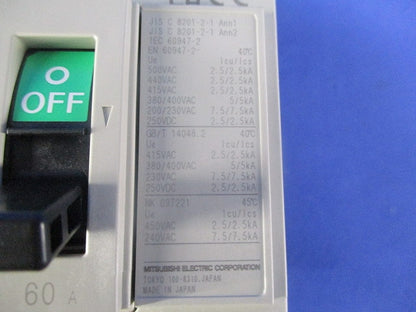 JIS C 8201-2-1 Ann1
JIS C 8201-2-1 Ann2
IEC 60947-2
EN 60947-2 40℃
Ue Icu/Ics
500VAC 2.5/2.5kA
440VAC 2.5/2.5kA
415VAC 2.5/2.5kA
380/400VAC 5/5kA
200/230VAC 7.5/7.5kA
250VDC 2.5/2.5kA
GB/T 14048.2 40℃
Ue Icu/Ics
415VAC 2.5/2.5kA
380/400VAC 5/5kA
230VAC 7.5/7.5kA
250VDC 2.5/2.5kA
NK 09T221 45℃
Ue Icu/Ics
450VAC 2.5/2.5kA
240VAC 7.5/7.5kA
MITSUBISHI ELECTRIC CORPORATION
TOKYO 100-8310, JAPAN
MADE IN JAPAN
OFF
60 A